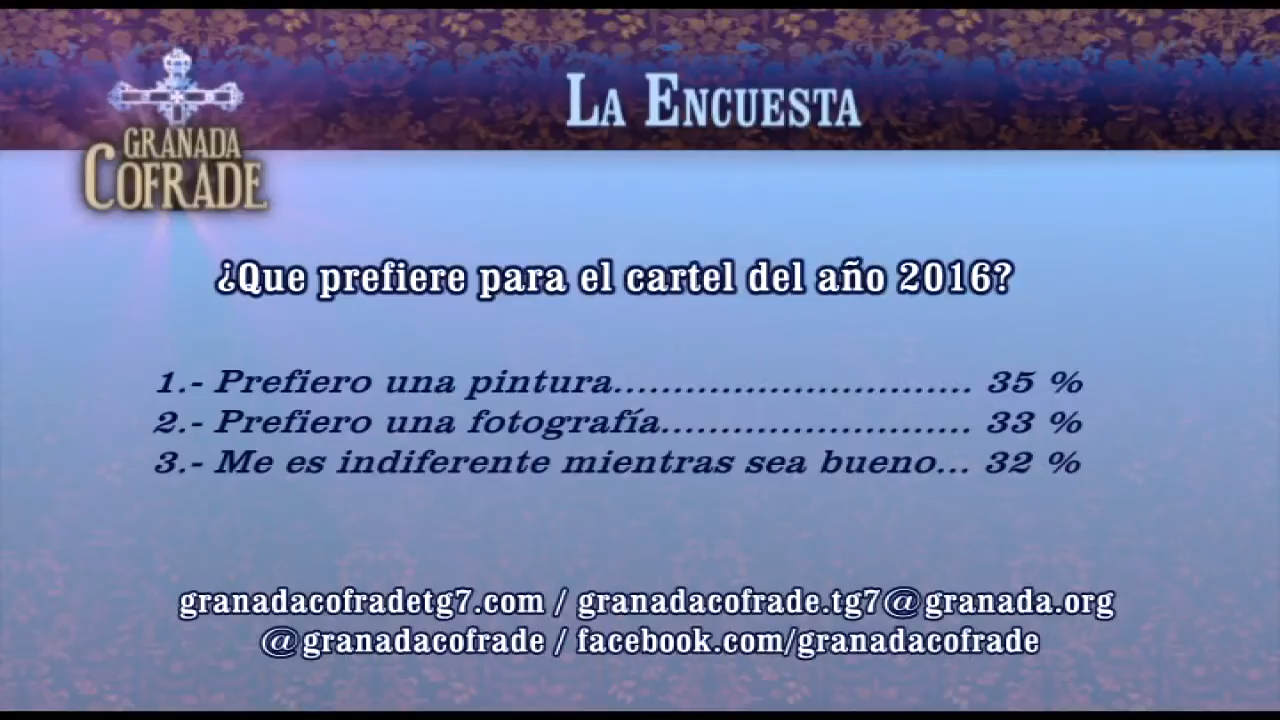 LA ENCUESTA
GRANADA
COFRADE
¿Que prefiere para el cartel del año 2016?
1.- Prefiero una pintura.............................. 35 %
2.- Prefiero una fotografía.......................... 33 %
3.- Me es indiferente mientras sea bueno... 32 %
granadacofradetg7.com / granadacofrade.tg7@granada.org
@granadacofrade / facebook.com/granadacofrade